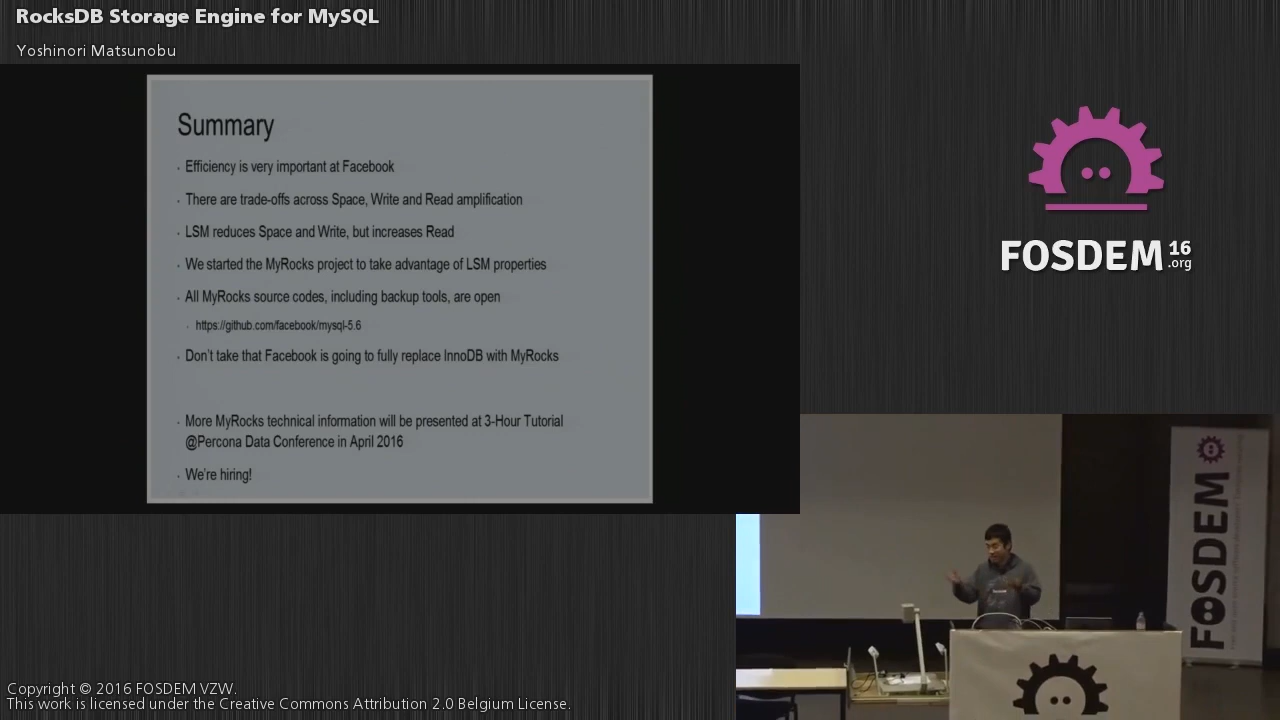 RocksDB Storage Engine for MySQL
Yoshinori Matsunobu
Summary
Efficiency is very important at Facebook
There are trade-offs across Space, Write and Read amplification
LSM reduces Space and Write, but increases Read
We started the MyRocks project to take advantage of LSM properties
All MyRocks source codes, including backup tools, are open
https://github.com/facebook/mysql-5.6
Don't take that Facebook is going to fully replace InnoDB with MyRocks
More MyRocks technical information will be presented at 3-Hour Tutorial
@Percona Data Conference in April 2016
We're hiring!
FOSDEM 16
.org
FOSDEM
Copyright © 2016 FOSDEM VZW.
This work is licensed under the Creative Commons Attribution 2.0 Belgium License.